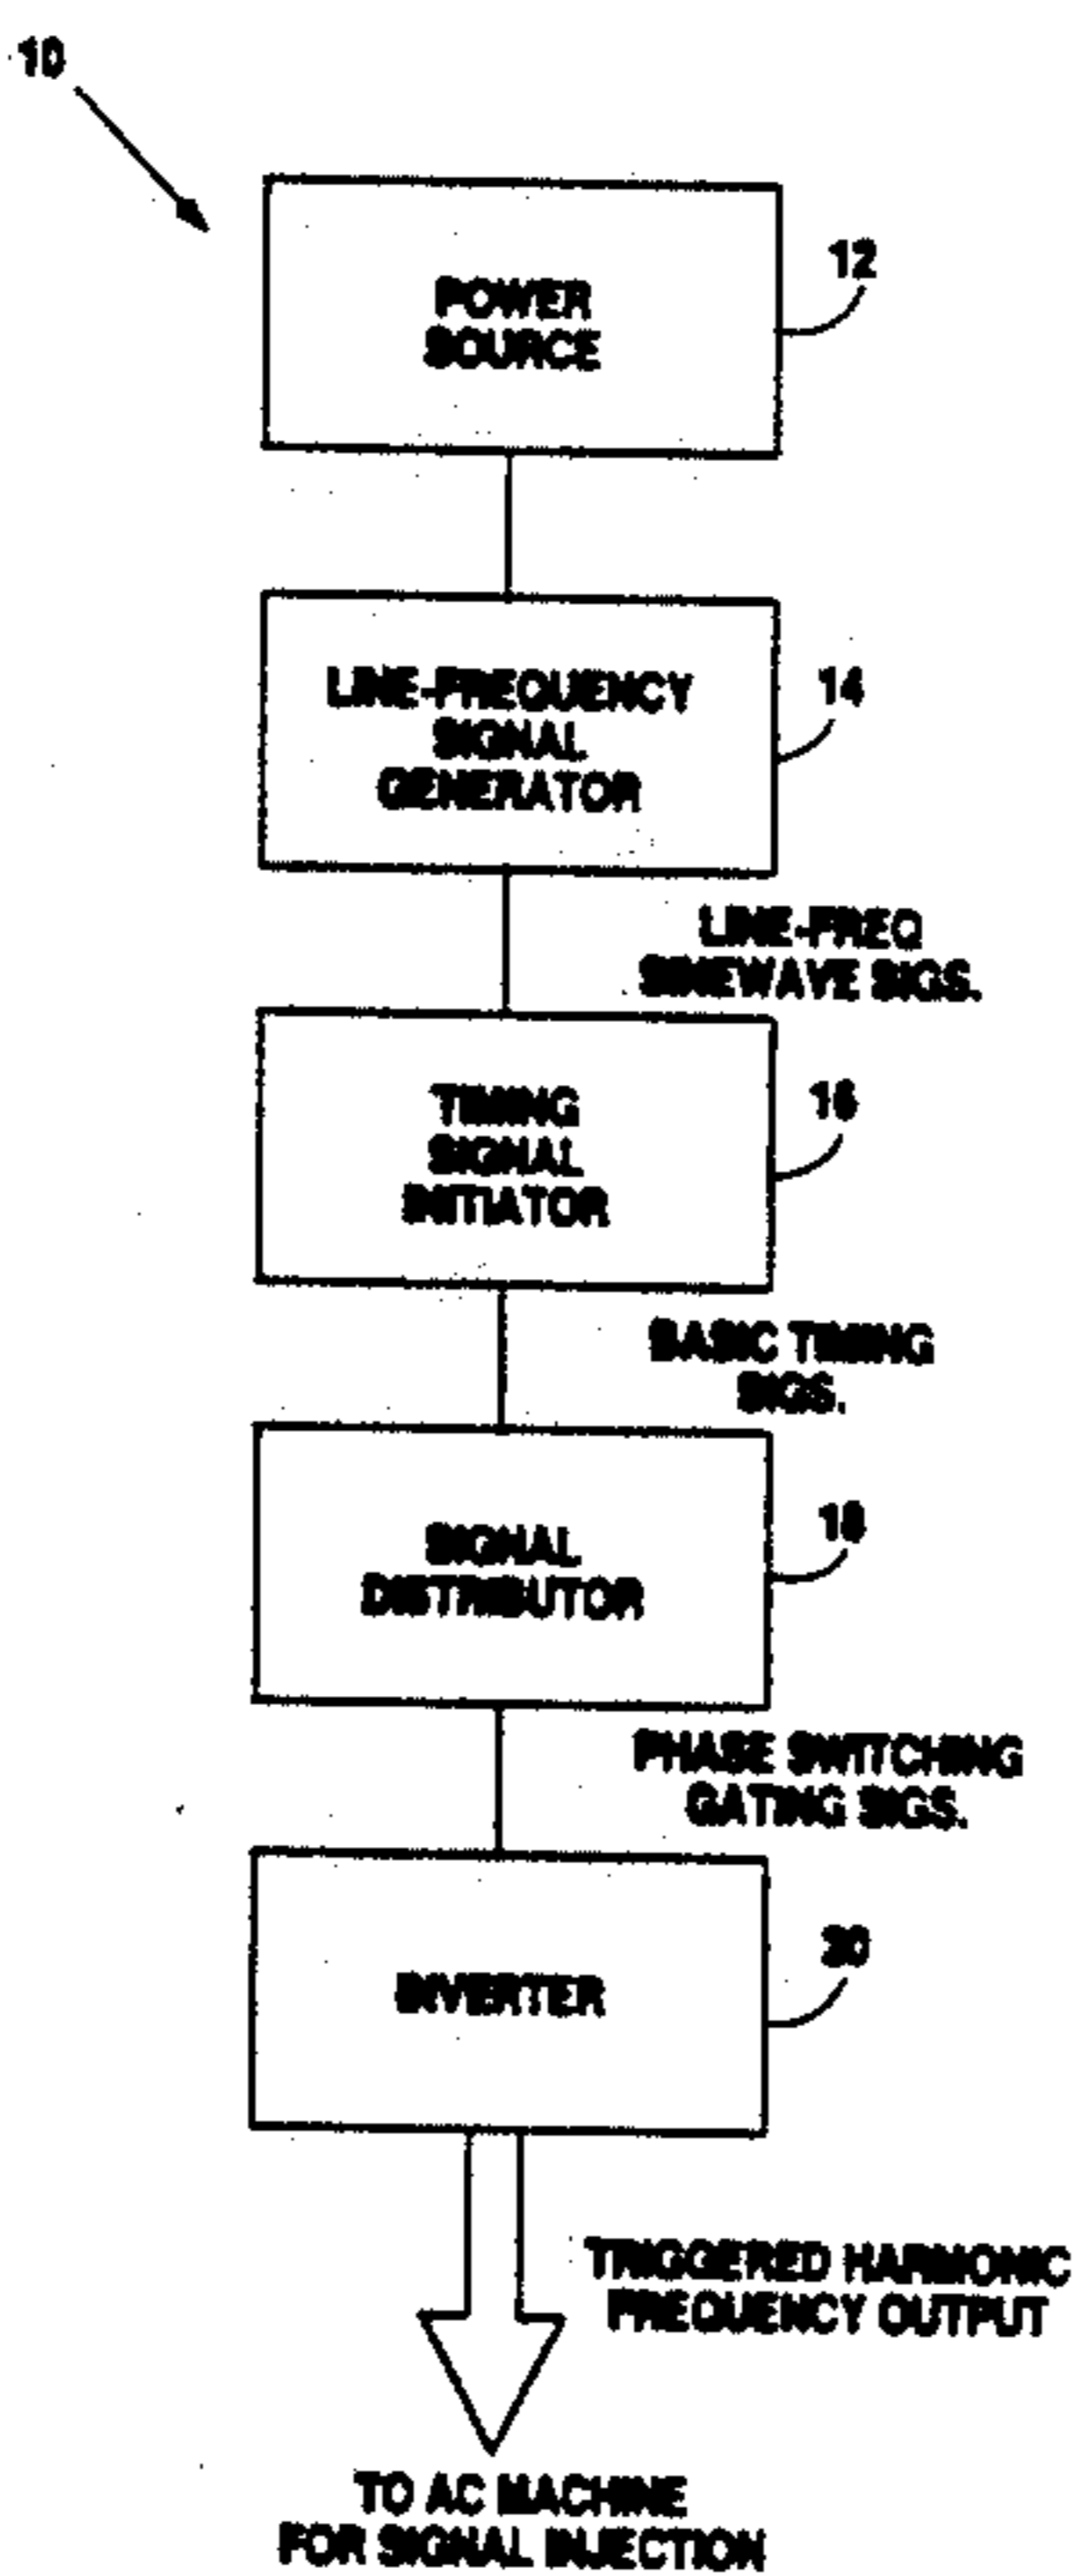 10
POWER
SOURCE
12
LINE-FREQUENCY
SIGNAL
GENERATOR
14
LINE-FREQ
SINEWAVE SIGS.
TIMING
SIGNAL
INITIATOR
16
BASIC TIMING
SIGS.
SIGNAL
DISTRIBUTOR
18
PHASE SWITCHING
GATING SIGS.
INVERTER
20
TRIGGERED HARMONIC
FREQUENCY OUTPUT
TO AC MACHINE
FOR SIGNAL INJECTION